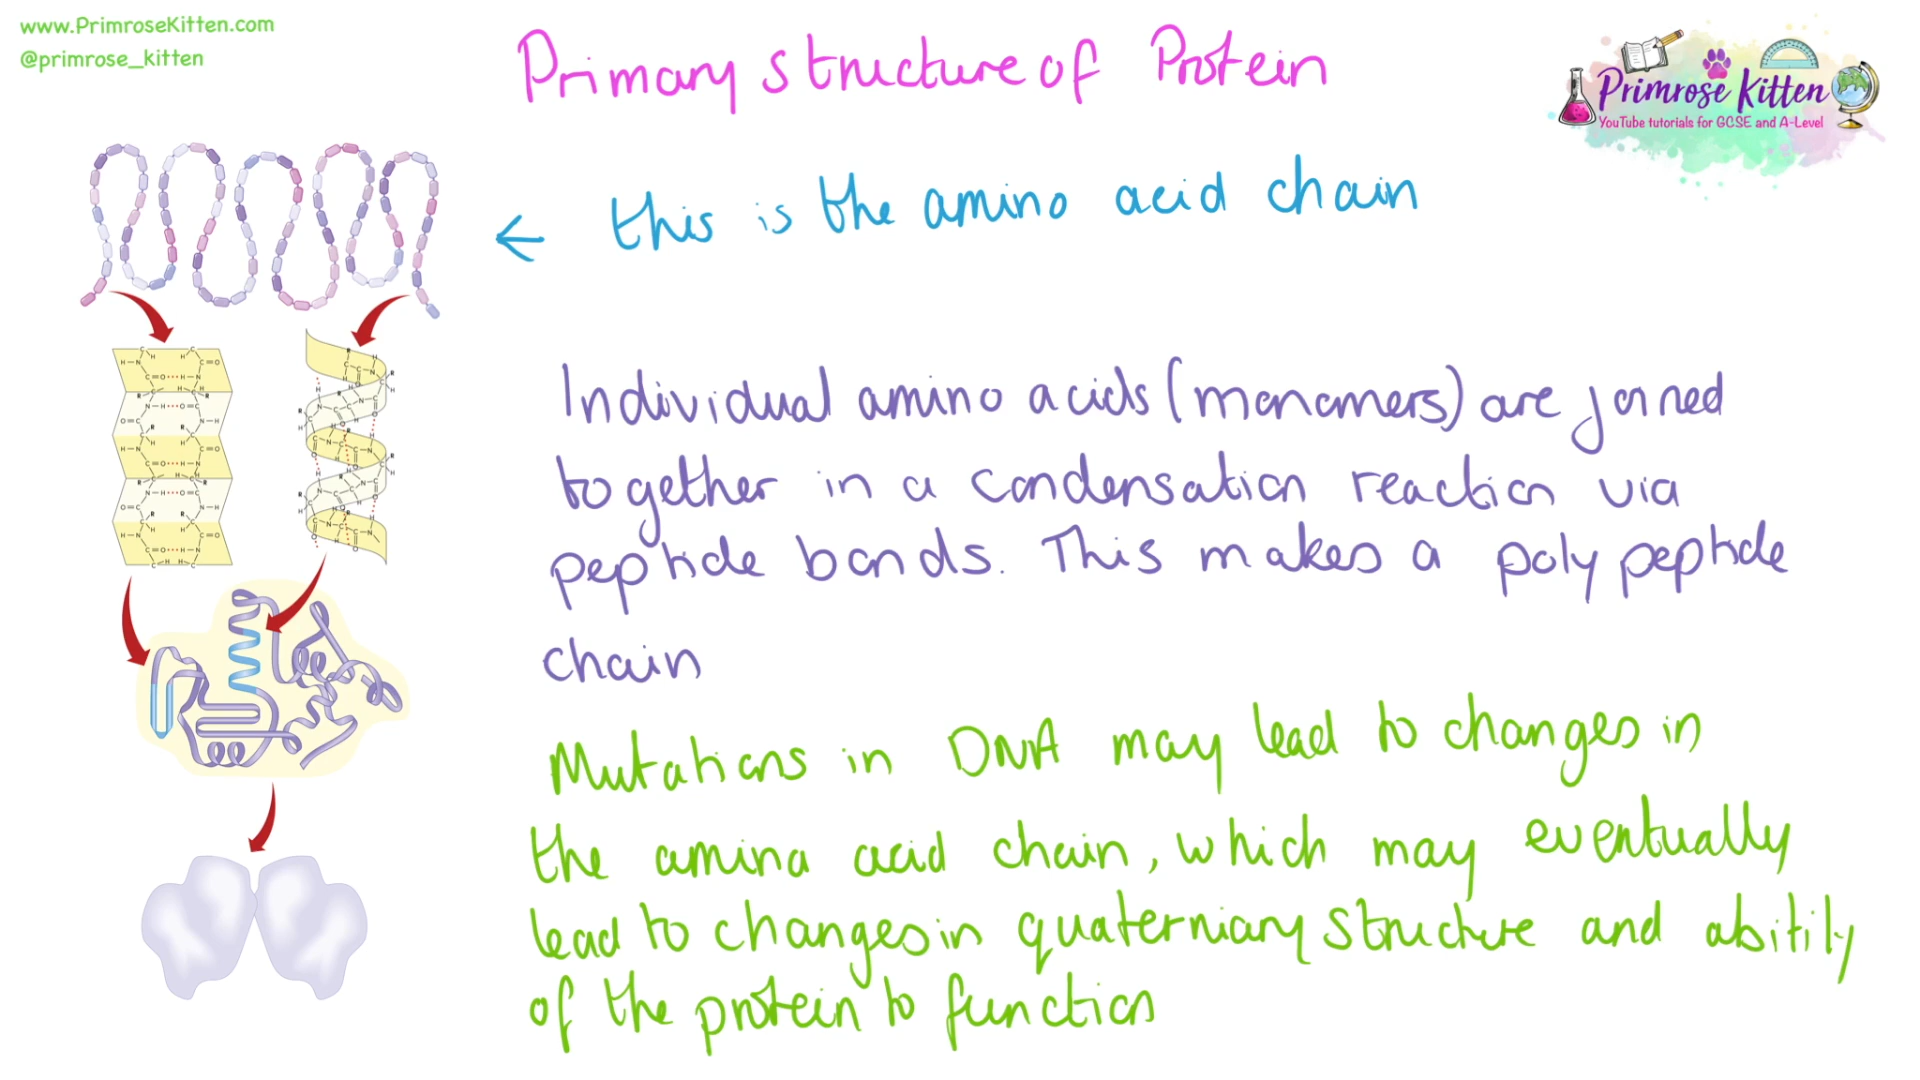 www.PrimroseKitten.com
@primrose_kitten
Primary structure of Protein
Primrose Kitten
YouTube tutorials for GCSE and A-Level
← this is the amino acid chain
Individual amino acids (monomers) are joined
together in a condensation reaction via
peptide bonds. This makes a polypeptide
chain
Mutations in DNA may lead to changes in
the amino acid chain, which may eventually
lead to changes in quaterniary structure and abitity
of the protein to function